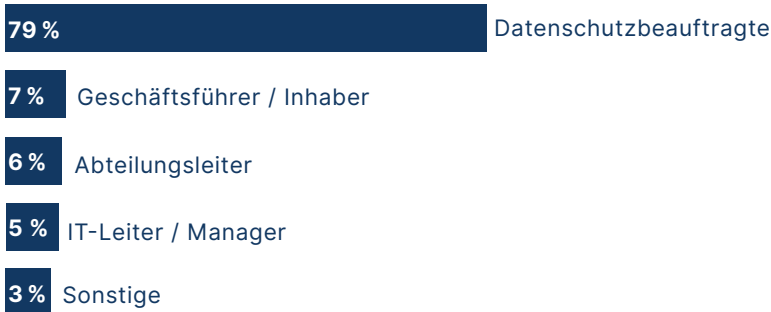 79 % Datenschutzbeauftragte
7 % Geschäftsführer / Inhaber
6 % Abteilungsleiter
5 % IT-Leiter / Manager
3 % Sonstige